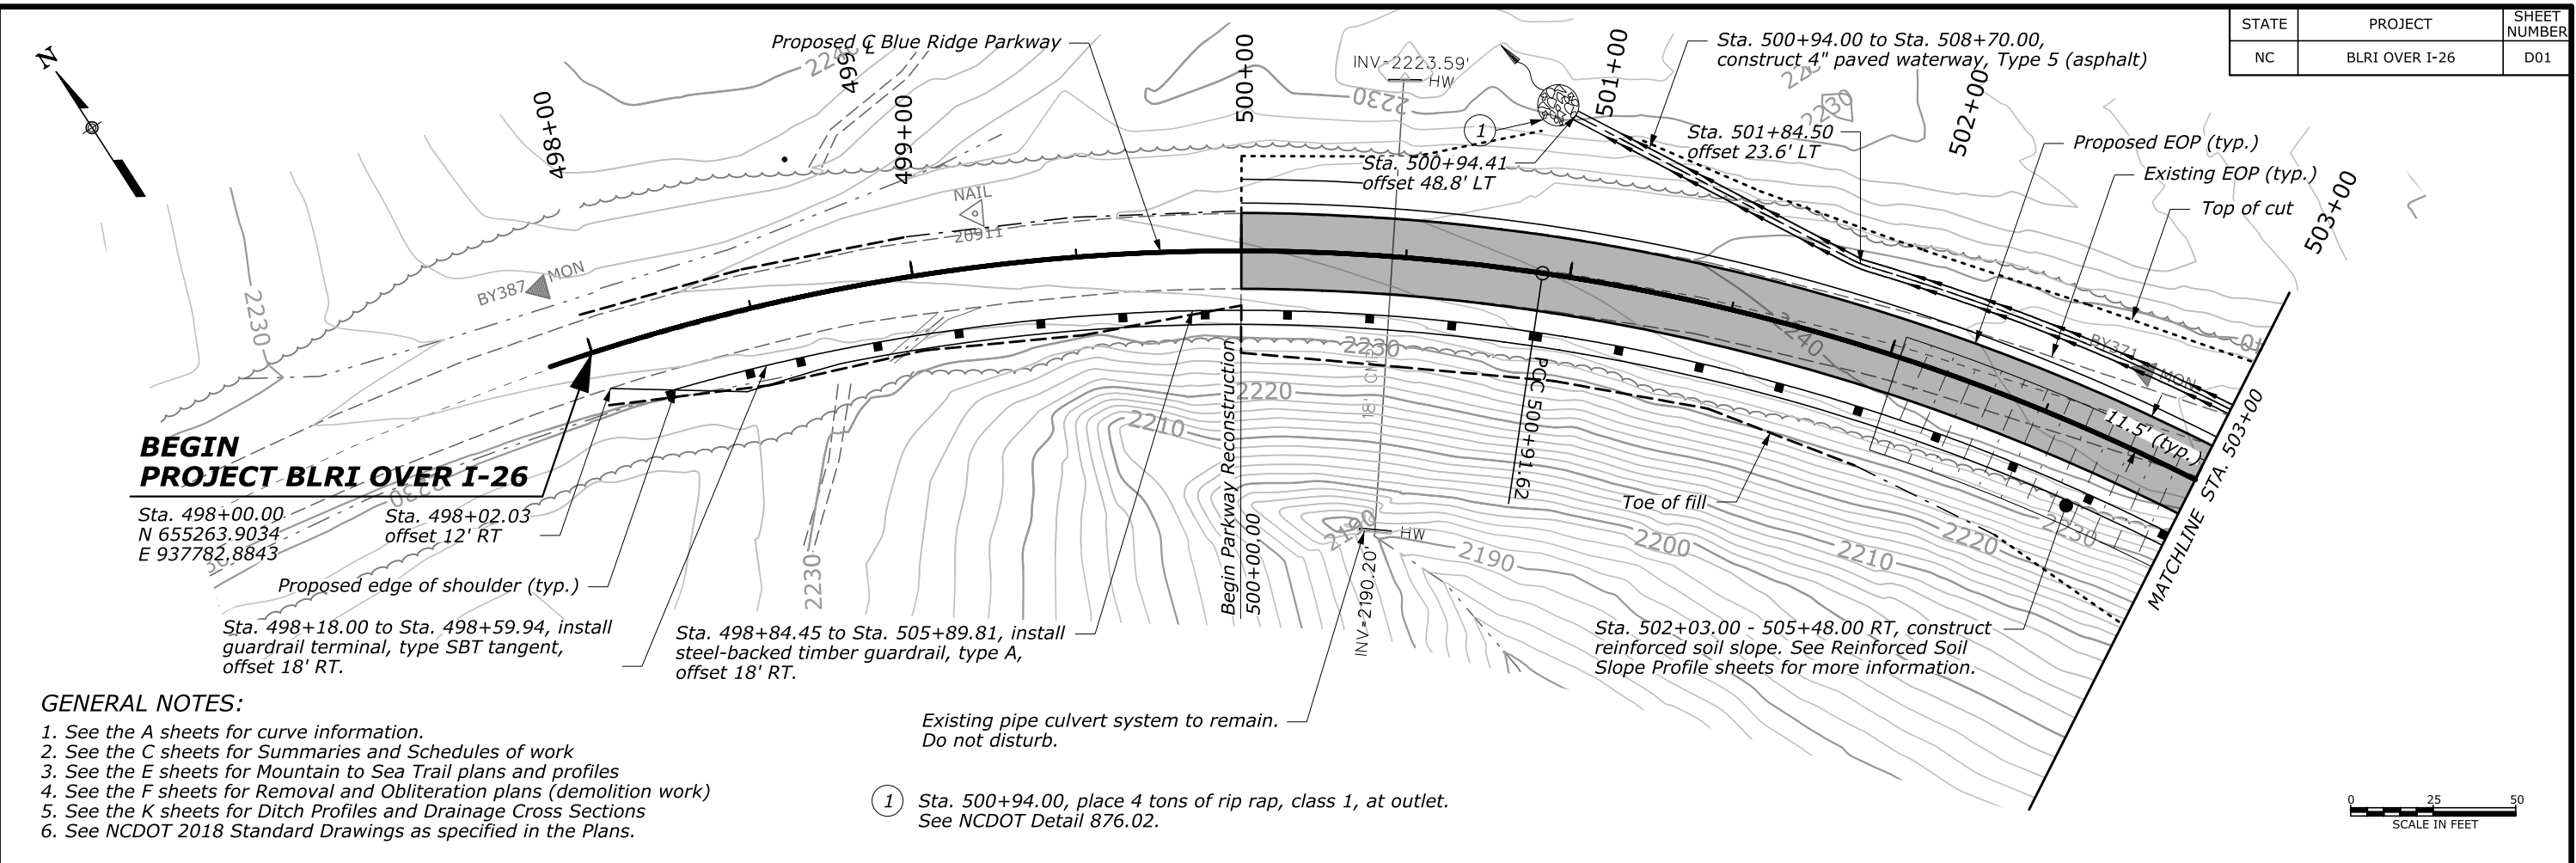 STATE
PROJECT
SHEET
NUMBER
NC
BLRI OVER I-26
D01
N
Proposed ℄ Blue Ridge Parkway
498+00
499+00
500+00
501+00
502+00
503+00
2230
2230
2230
2240
2230
2220
2210
2190
2190
2200
2210
2220
2230
2230
2230
INV-2223.59'
HW
1
Sta. 500+94.00 to Sta. 508+70.00,
construct 4" paved waterway, Type 5 (asphalt)
Sta. 501+84.50
offset 23.6' LT
Sta. 500+94.41
offset 48.8' LT
Proposed EOP (typ.)
Existing EOP (typ.)
Top of cut
NAIL
20911
BY387
MON
BY371
MON
11.5' (typ.)
MATCHLINE STA. 503+00
PCC 500+91.62
Begin Parkway Reconstruction
500+00.00
HW
INV-2190.20'
Toe of fill
BEGIN
PROJECT BLRI OVER I-26
Sta. 498+00.00
N 655263.9034
E 937782.8843
Sta. 498+02.03
offset 12' RT
Proposed edge of shoulder (typ.)
Sta. 498+18.00 to Sta. 498+59.94, install
guardrail terminal, type SBT tangent,
offset 18' RT.
Sta. 498+84.45 to Sta. 505+89.81, install
steel-backed timber guardrail, type A,
offset 18' RT.
Sta. 502+03.00 - 505+48.00 RT, construct
reinforced soil slope. See Reinforced Soil
Slope Profile sheets for more information.
Existing pipe culvert system to remain.
Do not disturb.
GENERAL NOTES:
1. See the A sheets for curve information.
2. See the C sheets for Summaries and Schedules of work
3. See the E sheets for Mountain to Sea Trail plans and profiles
4. See the F sheets for Removal and Obliteration plans (demolition work)
5. See the K sheets for Ditch Profiles and Drainage Cross Sections
6. See NCDOT 2018 Standard Drawings as specified in the Plans.
1 Sta. 500+94.00, place 4 tons of rip rap, class 1, at outlet.
See NCDOT Detail 876.02.
0 25 50
SCALE IN FEET